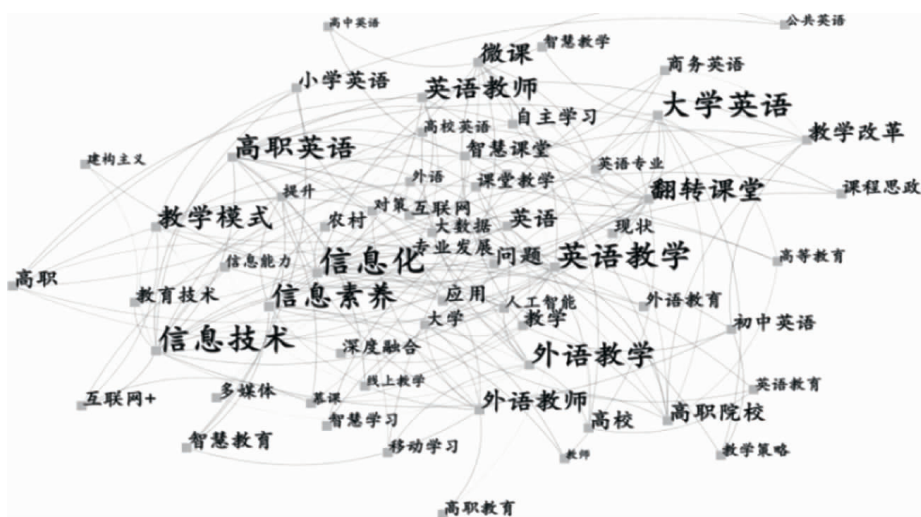 高中英语
公共英语
微课
智慧教学
小学英语
商务英语
英语教师
大学英语
自主学习
高校英语
教学改革
高职英语
智慧课堂
建构主义
英语专业
外语
课堂教学
提升
翻转课堂
课程思政
教学模式
农村
对策
互联网
大数据
英语
现状
专业发展
信息能力
信息化
问题
英语教学
高等教育
高职
教育技术
信息素养
应用
人工智能
外语教育
大学
教学
初中英语
信息技术
深度融合
外语教学
线上教学
英语教育
互联网+
多媒体
慕课
外语教师
智慧学习
高校
高职院校
智慧教育
移动学习
教师
教学策略
高职教育